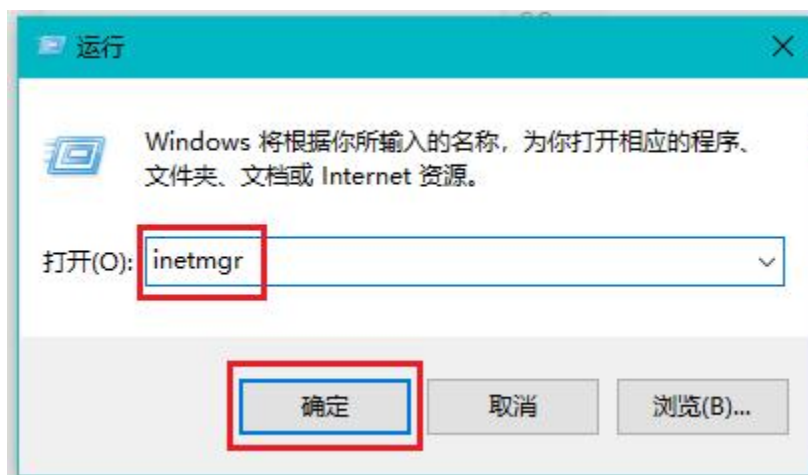 运行
Windows 将根据你所输入的名称，为你打开相应的程序、
文件夹、文档或 Internet 资源。
打开(O): inetmgr
确定 取消 浏览(B)...